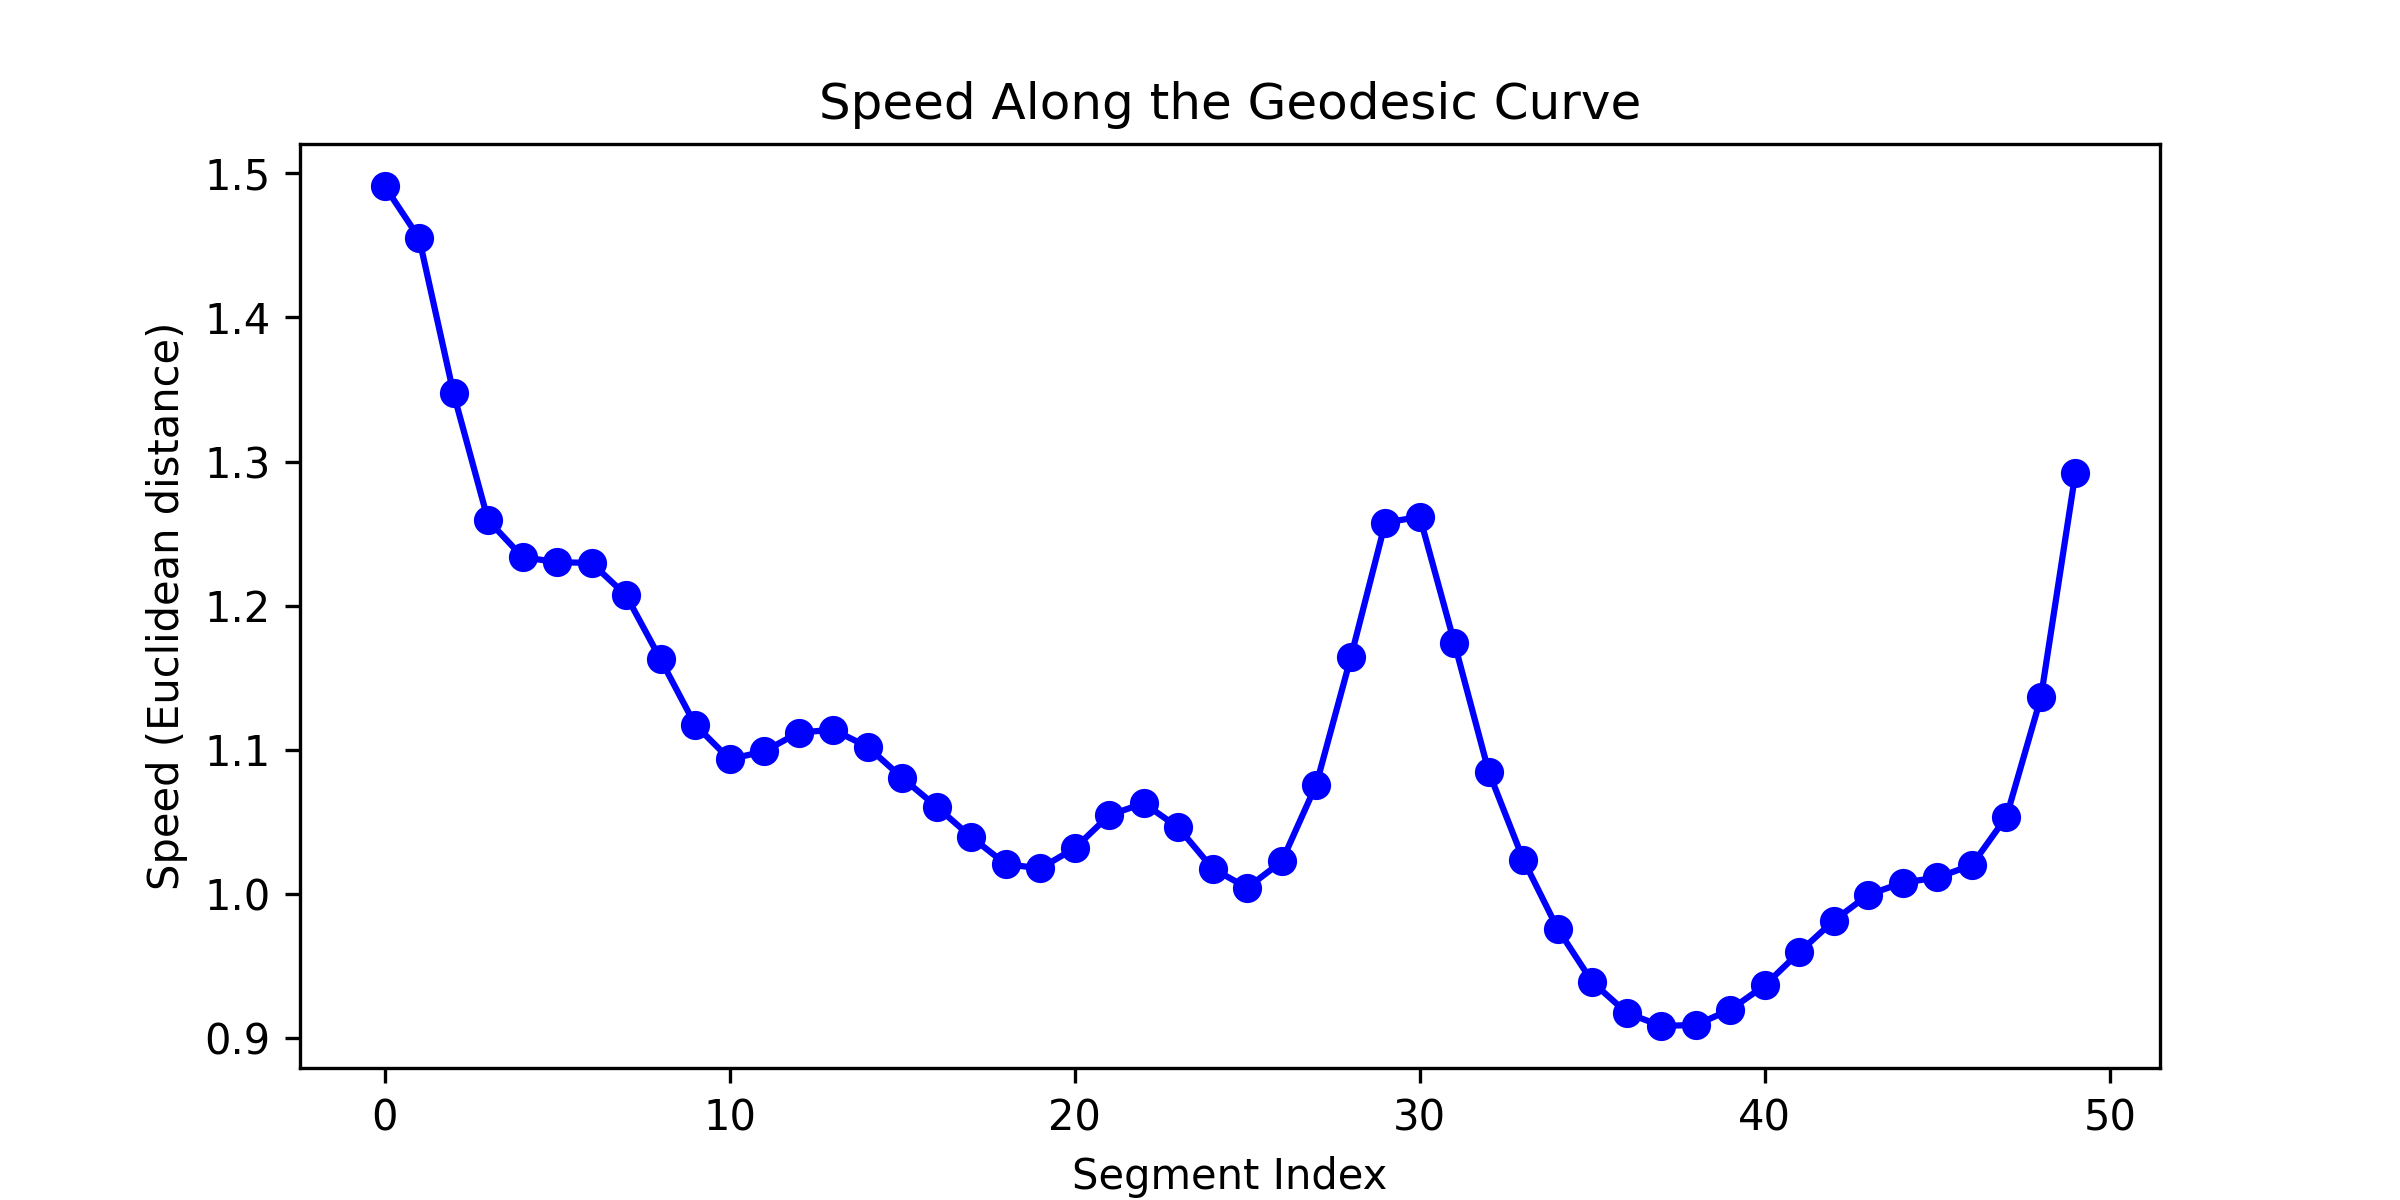 Speed Along the Geodesic Curve
Speed (Euclidean distance)
1.5
1.4
1.3
1.2
1.1
1.0
0.9
0 10 20 30 40 50
Segment Index